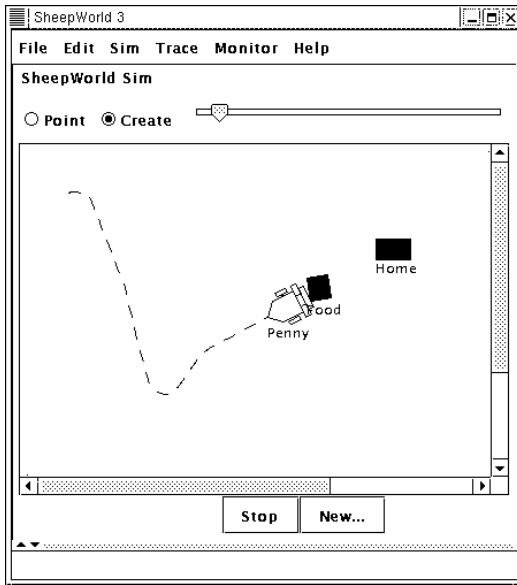 SheepWorld 3
File Edit Sim Trace Monitor Help
SheepWorld Sim
Point Create
Home
Food
Penny
Stop New...